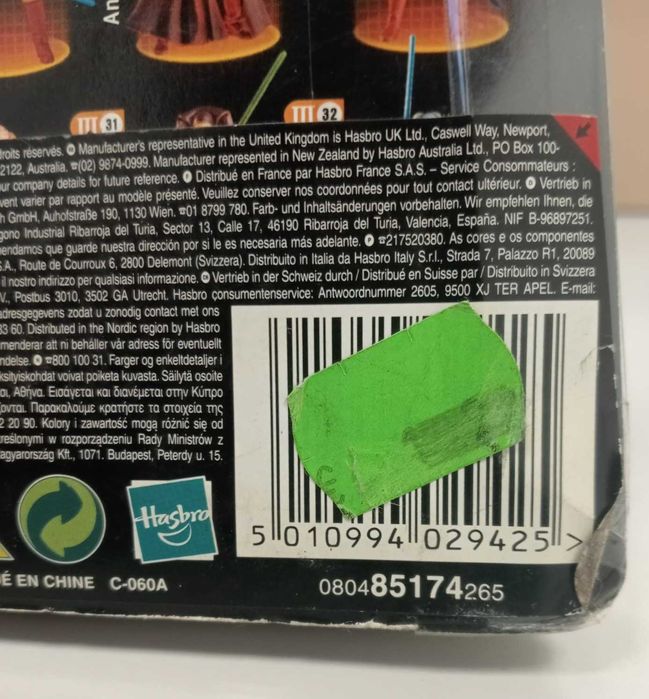 An
III 31
III 32
droits réservés. Manufacturer's representative in the United Kingdom is Hasbro UK Ltd., Caswell Way, Newport,
2122, Australia. ☎(02) 9874-0999. Manufacturer represented in New Zealand by Hasbro Australia Ltd., PO Box 100-
our company details for future reference. Distribué en France par Hasbro France S.A.S. – Service Consommateurs :
vent varier par rapport au modèle présenté. Veuillez conserver nos coordonnées pour tout contact ultérieur. Vertrieb in
h GmbH, Auhofstraße 190, 1130 Wien. ☎01 8799 780. Farb- und Inhaltsänderungen vorbehalten. Wir empfehlen Ihnen, die
gono Industrial Ribarroja del Turia, Sector 13, Calle 17, 46190 Ribarroja del Turia, Valencia, España. NIF B-96897251.
endamos que guarde nuestra dirección por si le es necesaria más adelante. P ☎217520380. As cores e os componentes
S.A., Route de Courroux 6, 2800 Delemont (Svizzera). Distribuito in Italia da Hasbro Italy S.r.l., Strada 7, Palazzo R1, 20089
il nostro indirizzo per qualsiasi informazione. Vertrieb in der Schweiz durch / Distribué en Suisse par / Distribuito in Svizzera
V., Postbus 3010, 3502 GA Utrecht. Hasbro consumentenservice: Antwoordnummer 2605, 9500 XJ TER APEL. E-mail:
adresgegevens zodat u zonodig contact met ons
83 60. Distributed in the Nordic region by Hasbro
menderar att ni behåller vår adress för eventuellt
ndelse. ☎800 100 31. Farger og enkeltdetaljer i
ksityiskohdat voivat poiketa kuvasta. Säilytä osoite
αι, Αθήνα. Εισάγεται και διανέμεται στην Κύπρο
ζονται. Παρακαλούμε κρατήστε τα στοιχεία της
2 20 90. Kolory i zawartość mogą różnić się od
kreślonymi w rozporządzeniu Rady Ministrów z
agyarország Kft., 1071. Budapest, Peterdy u. 15.
Hasbro
5 010994 029425 >
DÉ EN CHINE C-060A
080485174265